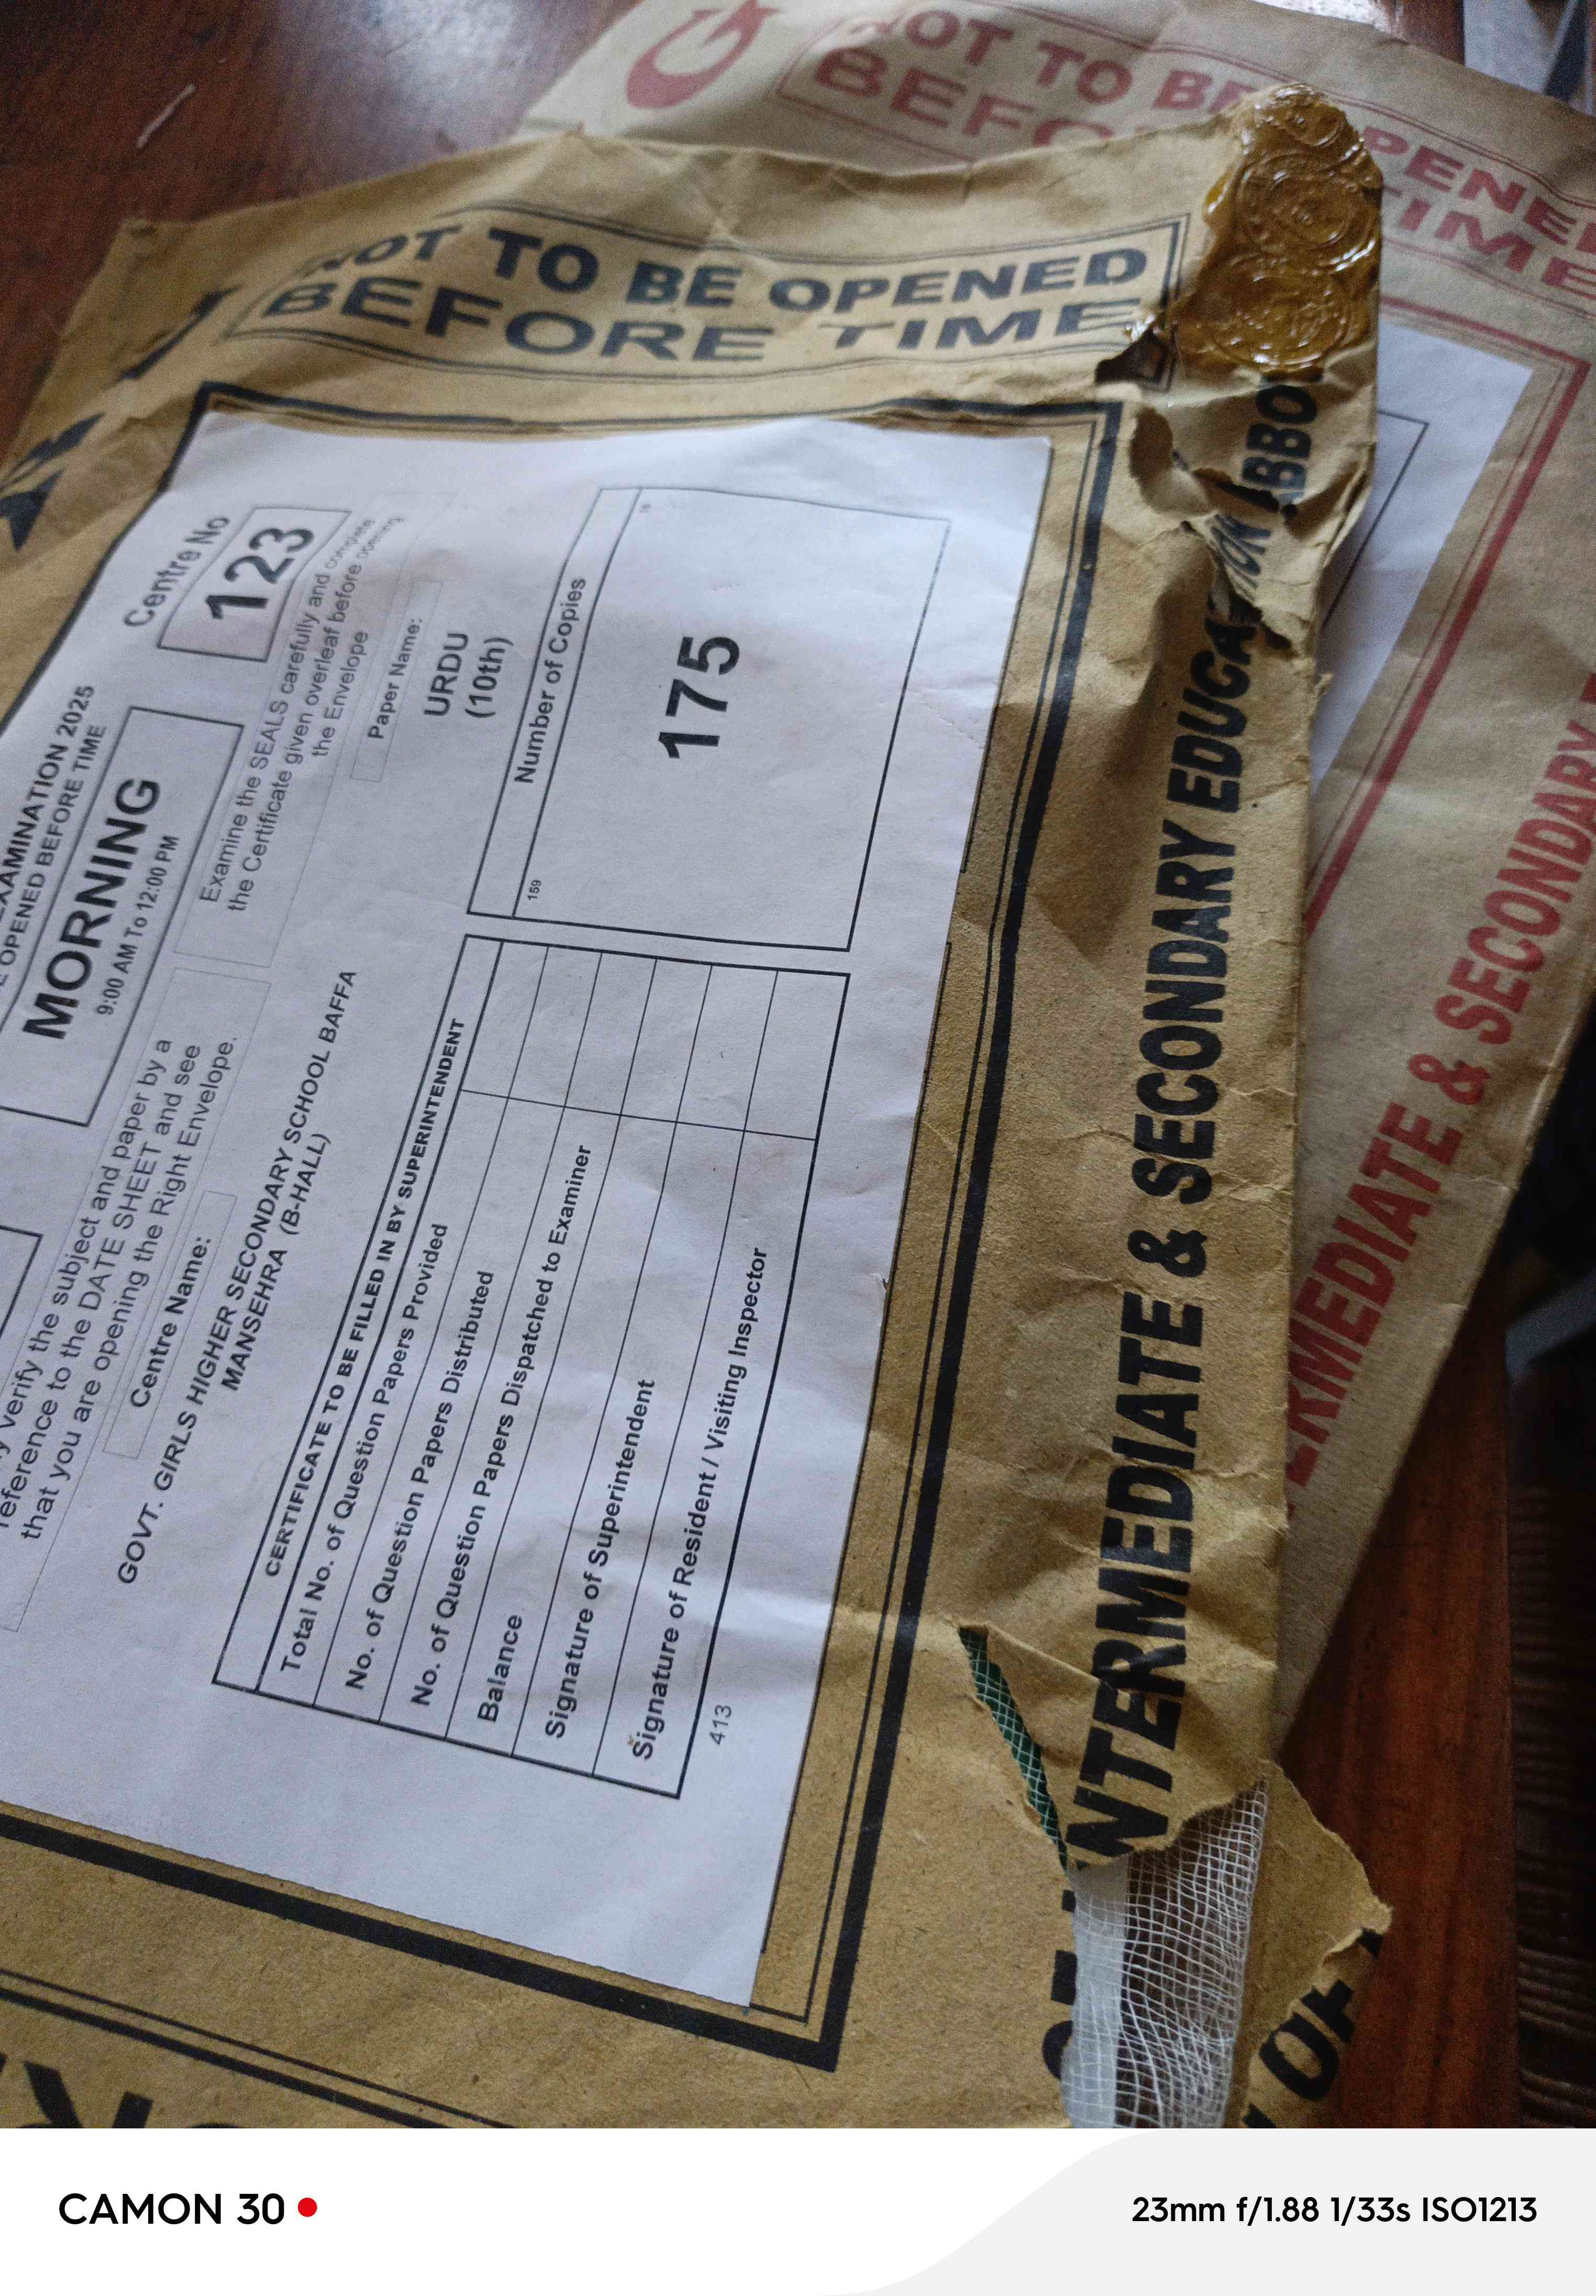 NOT TO BE OPENED
BEFORE TIME
EXAMINATION 2025
OPENED BEFORE TIME
MORNING
9:00 AM To 12:00 PM
Centre No
123
verify the subject and paper by a
reference to the DATE SHEET and see
that you are opening the Right Envelope.
Examine the SEALS carefully and complete
the Certificate given overleaf before opening
the Envelope
Centre Name:
GOVT. GIRLS HIGHER SECONDARY SCHOOL BAFFA
MANSEHRA (B-HALL)
Paper Name:
URDU
(10th)
CERTIFICATE TO BE FILLED IN BY SUPERINTENDENT
Total No. of Question Papers Provided
No. of Question Papers Distributed
No. of Question Papers Dispatched to Examiner
Balance
Signature of Superintendent
Signature of Resident / Visiting Inspector
413
Number of Copies
159
16
175
INTERMEDIATE & SECONDARY EDUCATION ABBO
OF
NOT TO BE OPENED
BEFO TIME
ERMEDIATE & SECONDARY
CAMON 30
23mm f/1.88 1/33s ISO1213